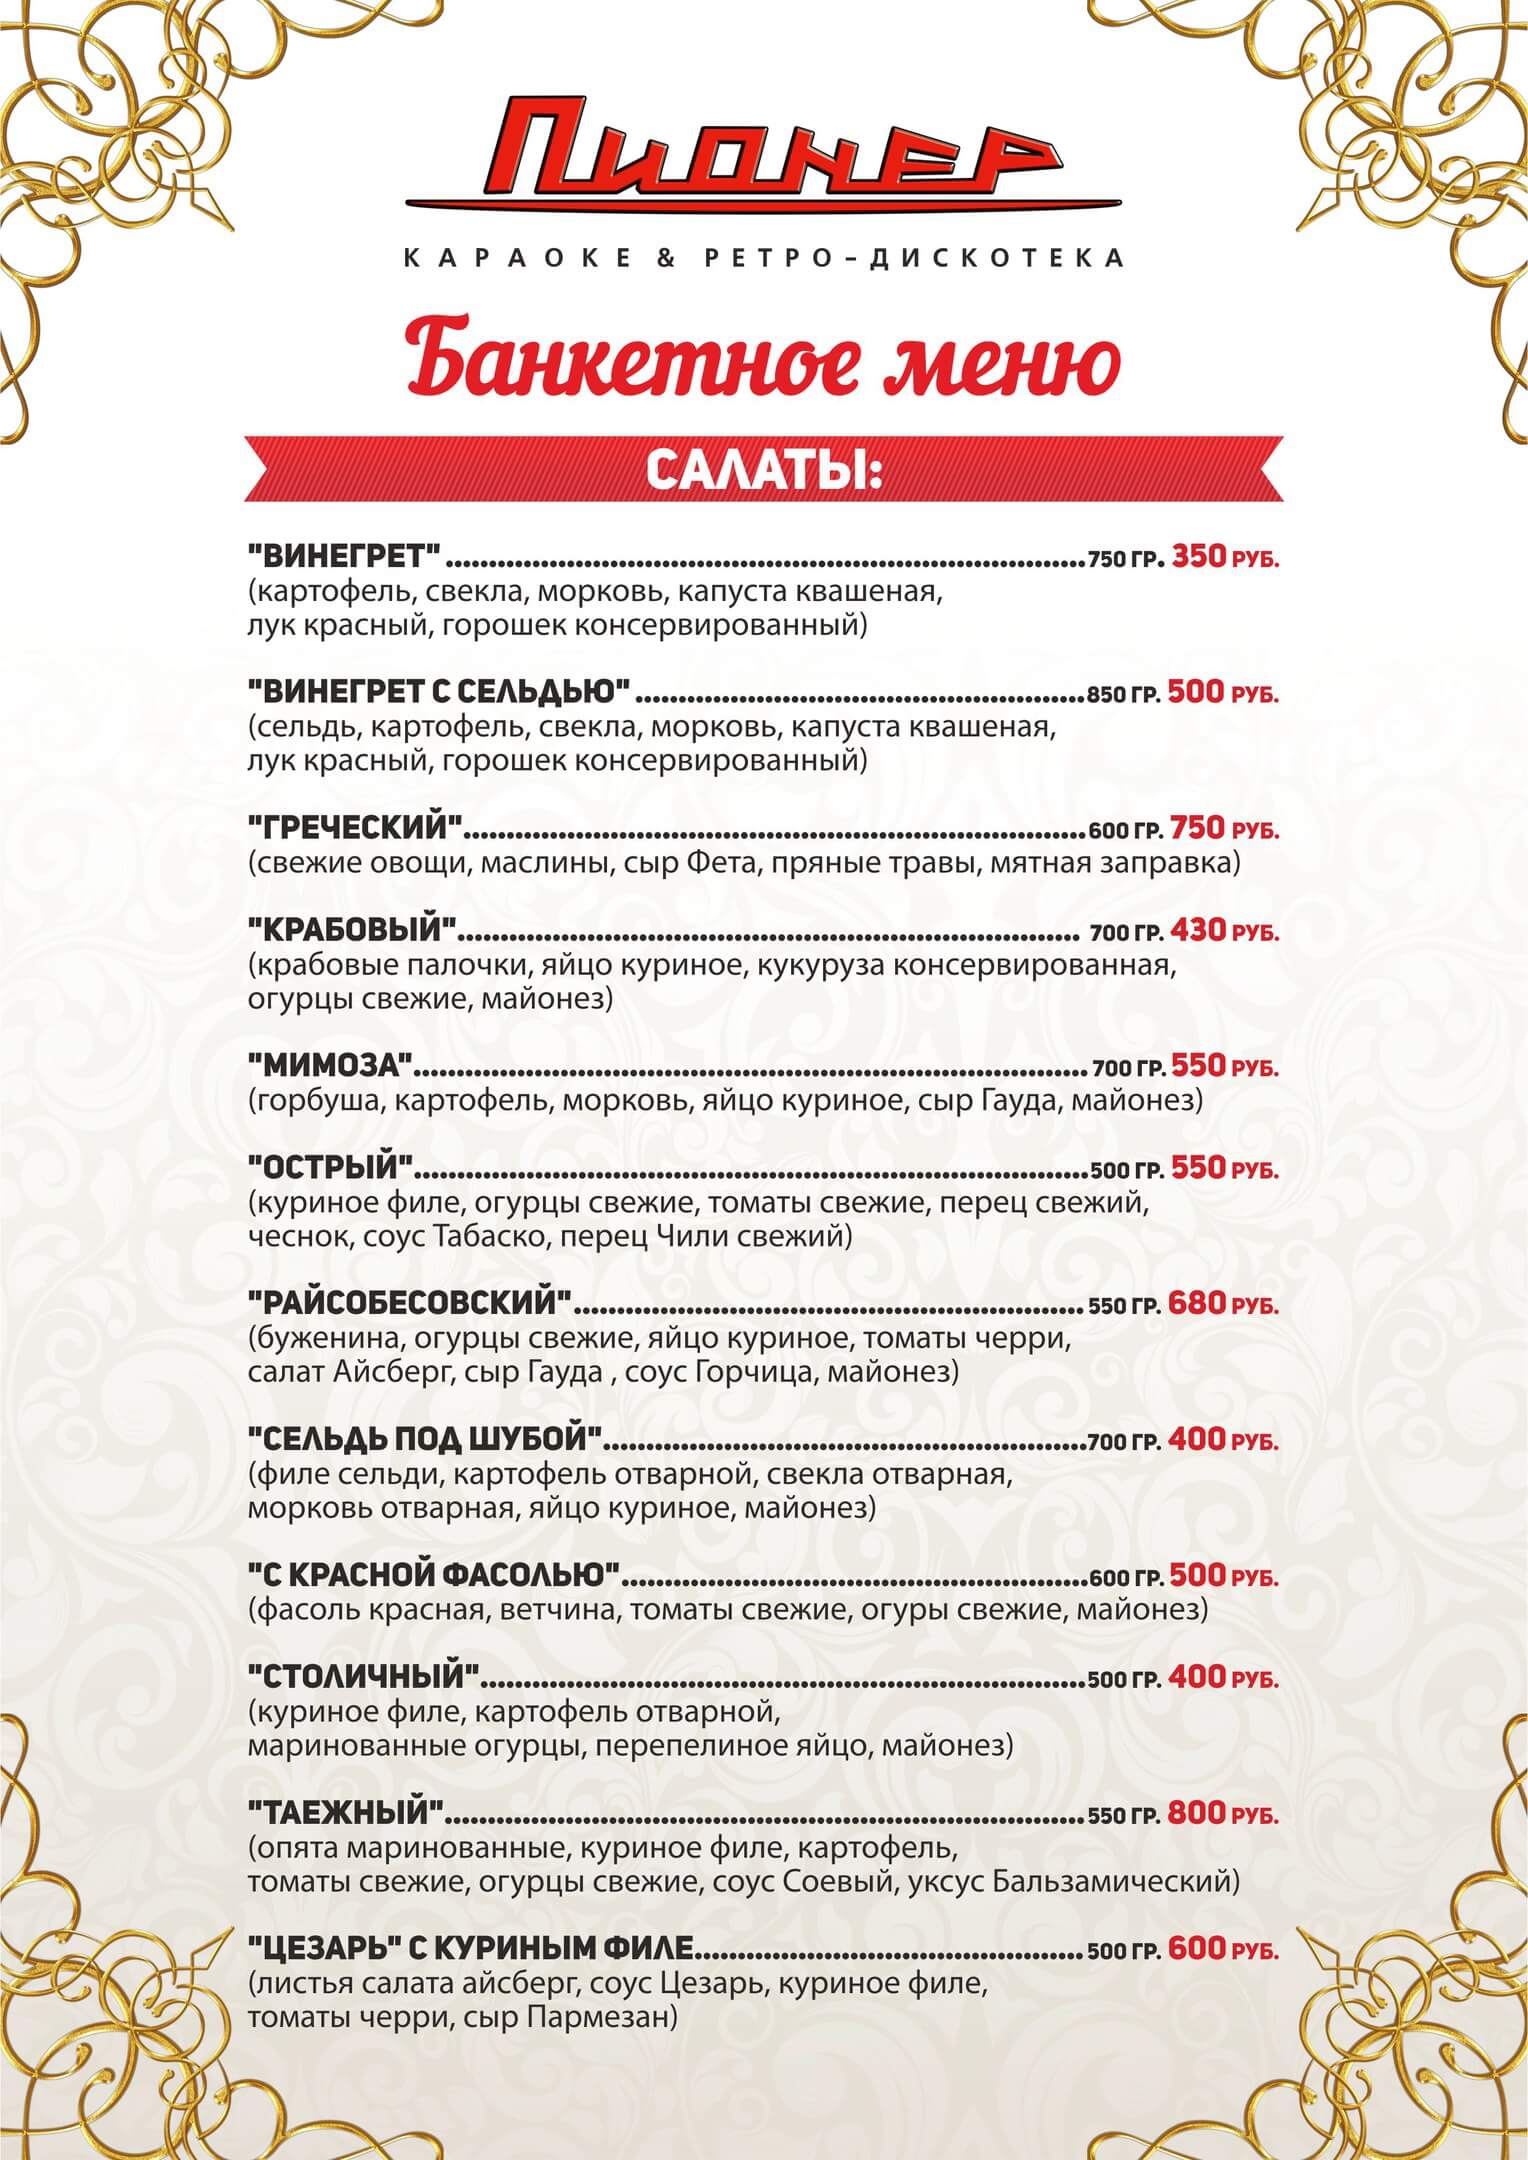 Пионер
КАРАОКЕ & РЕТРО-ДИСКОТЕКА
Банкетное меню
САЛАТЫ:
"ВИНЕГРЕТ"..........750 ГР. 350 РУБ.
(картофель, свекла, морковь, капуста квашеная,
лук красный, горошек консервированный)
"ВИНЕГРЕТ С СЕЛЬДЬЮ"..........850 ГР. 500 РУБ.
(сельдь, картофель, свекла, морковь, капуста квашеная,
лук красный, горошек консервированный)
"ГРЕЧЕСКИЙ"..........600 ГР. 750 РУБ.
(свежие овощи, маслины, сыр Фета, пряные травы, мятная заправка)
"КРАБОВЫЙ".......... 700 ГР. 430 РУБ.
(крабовые палочки, яйцо куриное, кукуруза консервированная,
огурцы свежие, майонез)
"МИМОЗА".......... 700 ГР. 550 РУБ.
(горбуша, картофель, морковь, яйцо куриное, сыр Гауда, майонез)
"ОСТРЫЙ"..........500 ГР. 550 РУБ.
(куриное филе, огурцы свежие, томаты свежие, перец свежий,
чеснок, соус Табаско, перец Чили свежий)
"РАЙСОБЕСОВСКИЙ".......... 550 ГР. 680 РУБ.
(буженина, огурцы свежие, яйцо куриное, томаты черри,
салат Айсберг, сыр Гауда , соус Горчица, майонез)
"СЕЛЬДЬ ПОД ШУБОЙ"..........700 ГР. 400 РУБ.
(филе сельди, картофель отварной, свекла отварная,
морковь отварная, яйцо куриное, майонез)
"С КРАСНОЙ ФАСОЛЬЮ"..........600 ГР. 500 РУБ.
(фасоль красная, ветчина, томаты свежие, огуры свежие, майонез)
"СТОЛИЧНЫЙ"..........500 ГР. 400 РУБ.
(куриное филе, картофель отварной,
маринованные огурцы, перепелиное яйцо, майонез)
"ТАЕЖНЫЙ"..........550 ГР. 800 РУБ.
(опята маринованные, куриное филе, картофель,
томаты свежие, огурцы свежие, соус Соевый, уксус Бальзамический)
"ЦЕЗАРЬ" С КУРИНЫМ ФИЛЕ..........500 ГР. 600 РУБ.
(листья салата айсберг, соус Цезарь, куриное филе,
томаты черри, сыр Пармезан)